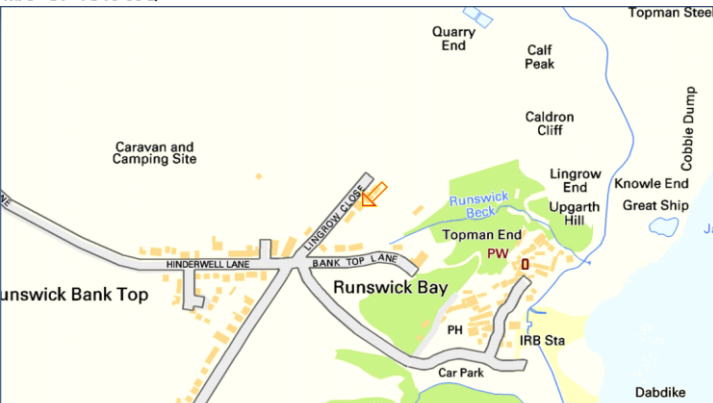 Topman Steel
Quarry
End
Calf
Peak
Caldron
Cliff
Cobble Dump
Caravan and
Camping Site
Lingrow
End
Knowle End
Upgarth
Hill
Great Ship
Runswick
Beck
LINGROW CLOSE
Topman End
PW
HINDERWELL LANE
BANK TOP LANE
unswick Bank Top
Runswick Bay
PH
IRB Sta
Car Park
Dabdike